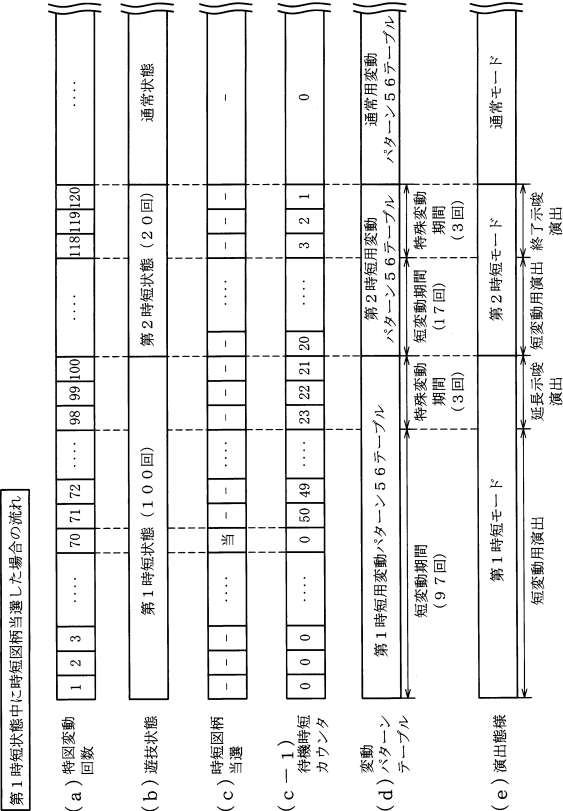 第1時短状態中に時短図柄当選した場合の流れ
(a) 特図変動
回数
1 2 3 ‥‥ 70 71 72 ‥‥ 98 99 100 ‥‥ 118 119 120 ‥‥
(b) 遊技状態
第1時短状態(100回) 第2時短状態(20回) 通常状態
(c) 時短図柄
当選
- - - ‥‥ 当 - - ‥‥ - - - - ‥‥ - - - -
(c-1)
待機時短
カウンタ
0 0 0 ‥‥ 0 50 49 ‥‥ 23 22 21 20 ‥‥ 3 2 1 0
(d) 変動
パターン
テーブル
第1時短用変動パターン56テーブル
第2時短用変動
パターン56テーブル
通常用変動
パターン56テーブル
短変動期間
(97回)
特殊変動
期間
(3回)
短変動期間
(17回)
特殊変動
期間
(3回)
(e) 演出態様
第1時短モード 第2時短モード 通常モード
短変動用演出
延長示唆
演出
短変動用演出
終了示唆
演出